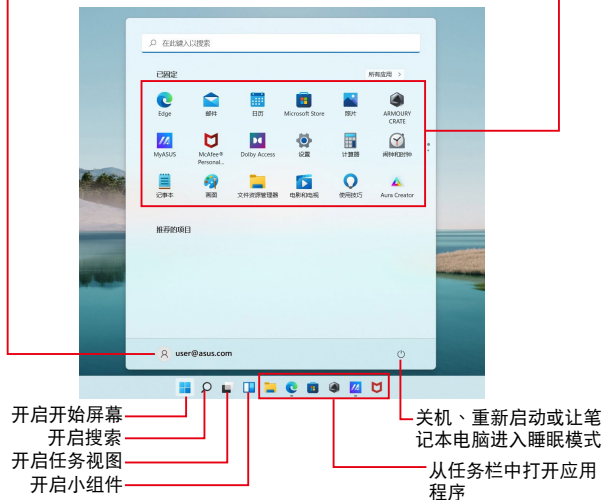 在此键入以搜索
已固定
所有应用 >
Edge
邮件
日历
Microsoft Store
照片
ARMOURY
CRATE
MyASUS
McAfee®
Personal...
Dolby Access
设置
计算器
闹钟和时钟
记事本
画图
文件资源管理器
电影和电视
使用技巧
Aura Creator
推荐的项目
user@asus.com
开启开始屏幕
开启搜索
开启任务视图
开启小组件
关机、重新启动或让笔
记本电脑进入睡眠模式
从任务栏中打开应用
程序